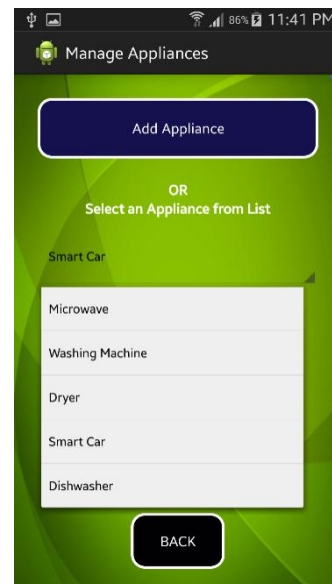 86% 11:41 PM
Manage Appliances
Add Appliance
OR
Select an Appliance from List
Smart Car
Microwave
Washing Machine
Dryer
Smart Car
Dishwasher
BACK